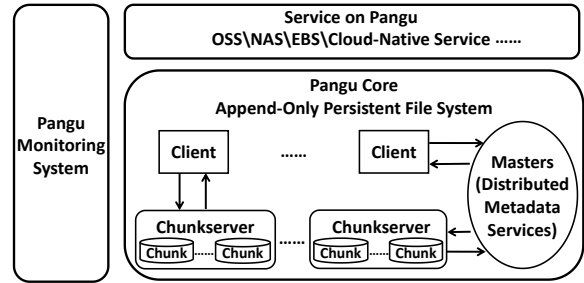 Pangu
Monitoring
System
Service on Pangu
OSS\NAS\EBS\Cloud-Native Service ......
Pangu Core
Append-Only Persistent File System
Client
......
Client
Masters
(Distributed
Metadata
Services)
Chunkserver
Chunk ...... Chunk
......
Chunkserver
Chunk ...... Chunk